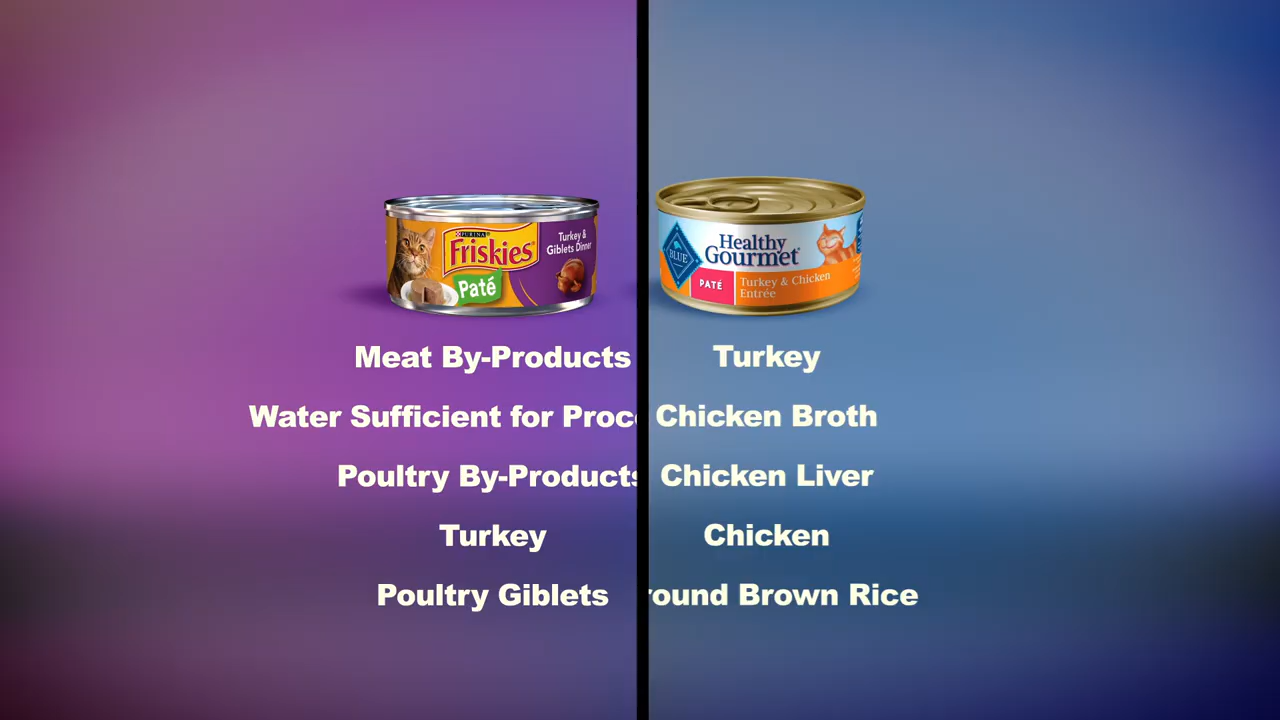 PURINA
Friskies
Paté
Turkey &
Giblets Dinner
Meat By-Products
Water Sufficient for Proce
Poultry By-Products
Turkey
Poultry Giblets
BLUE
Healthy
Gourmet
PATÉ
Turkey & Chicken
Entrée
Turkey
Chicken Broth
Chicken Liver
Chicken
round Brown Rice